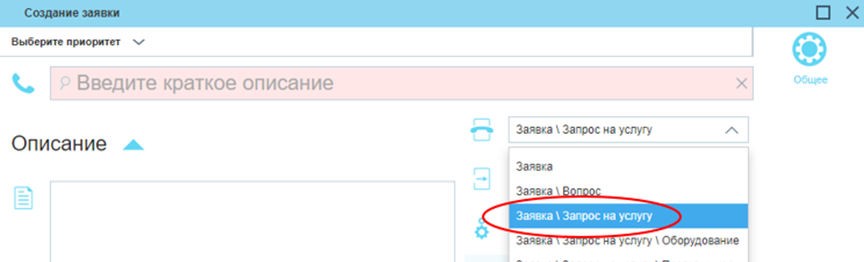 Создание заявки
Выберите приоритет
Общее
Введите краткое описание
Описание
Заявка \ Запрос на услугу
Заявка
Заявка \ Вопрос
Заявка \ Запрос на услугу
Заявка \ Запрос на услугу \ Оборудование